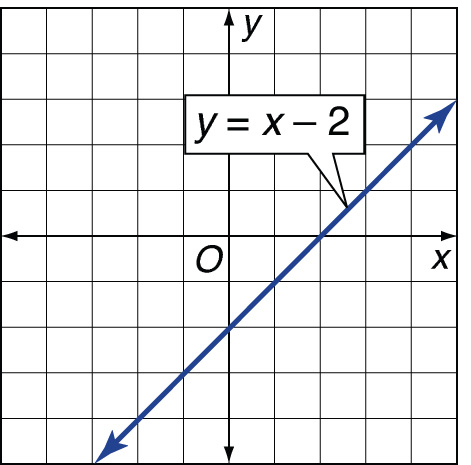 y
y = x – 2
O
x